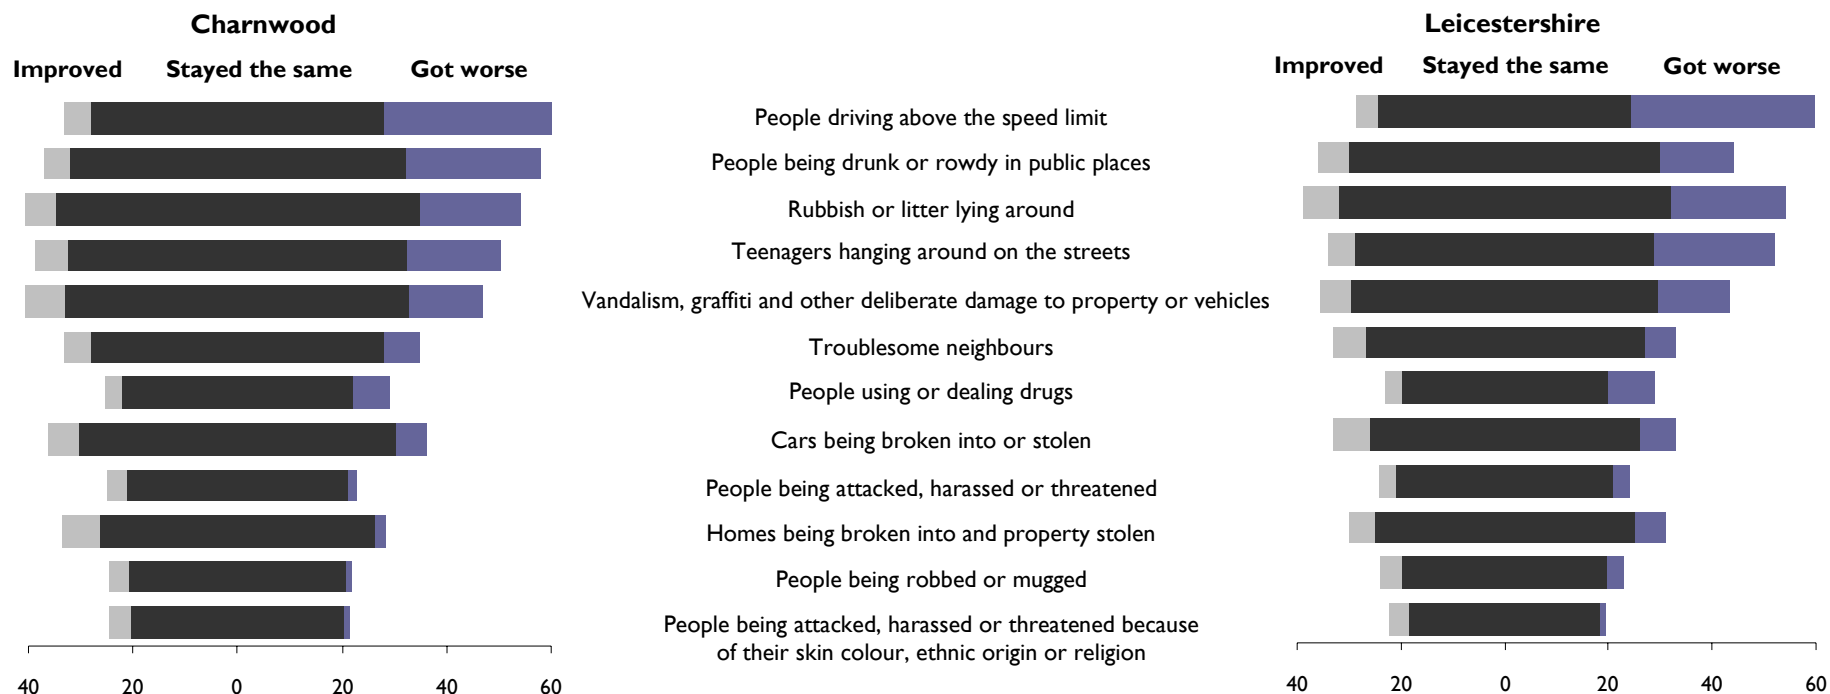 Charnwood
Improved Stayed the same Got worse
Leicestershire
Improved Stayed the same Got worse
People driving above the speed limit
People being drunk or rowdy in public places
Rubbish or litter lying around
Teenagers hanging around on the streets
Vandalism, graffiti and other deliberate damage to property or vehicles
Troublesome neighbours
People using or dealing drugs
Cars being broken into or stolen
People being attacked, harassed or threatened
Homes being broken into and property stolen
People being robbed or mugged
People being attacked, harassed or threatened because
of their skin colour, ethnic origin or religion
40 20 0 20 40 60
40 20 0 20 40 60